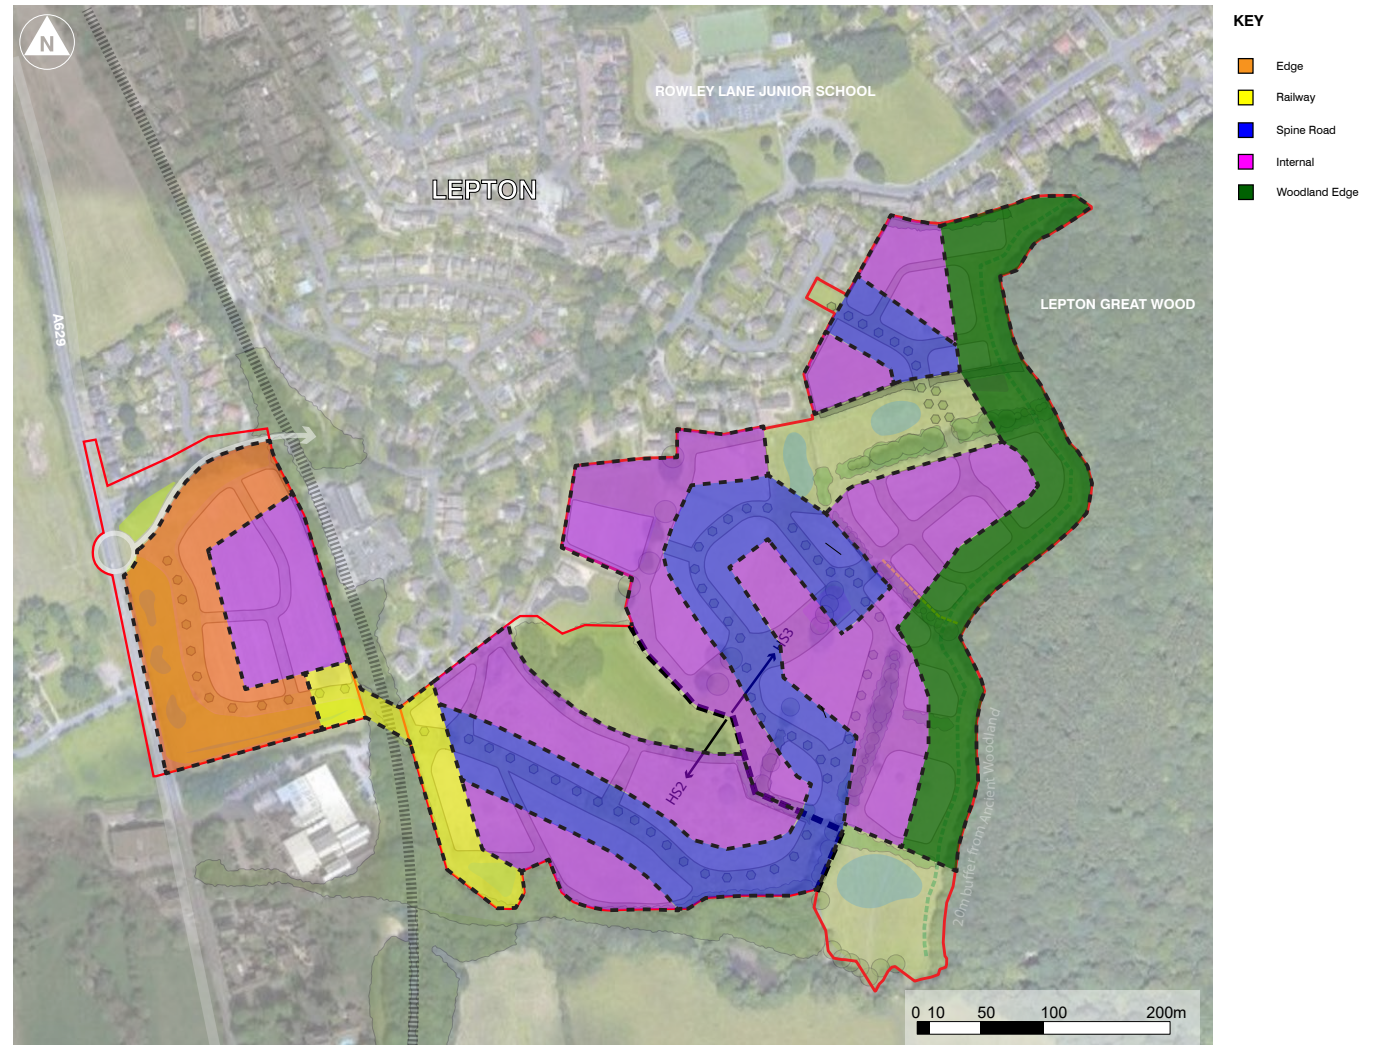 KEY
Edge
Railway
Spine Road
Internal
Woodland Edge
N
ROWLEY LANE JUNIOR SCHOOL
LEPTON
LEPTON GREAT WOOD
A629
HS3
HS2
20m buffer from Ancient Woodland
0 10 50 100 200m